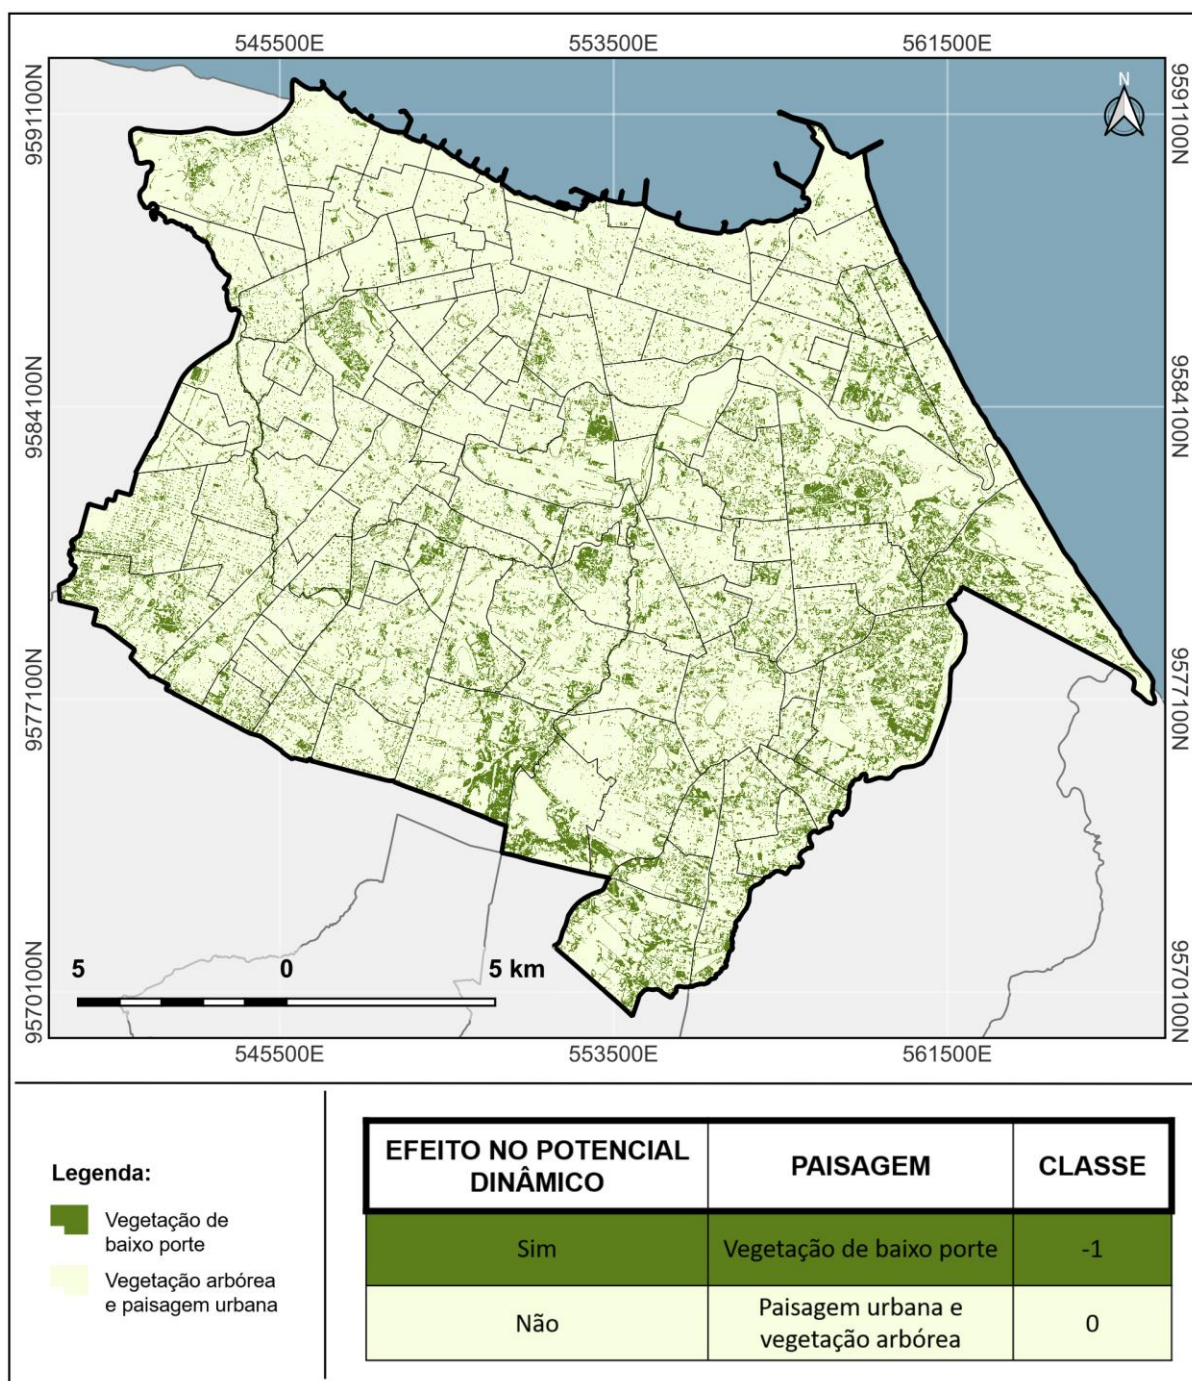 545500E
553500E
561500E
9591100N
9591100N
N
9584100N
9584100N
9577100N
9577100N
5
0
5 km
9570100N
9570100N
545500E
553500E
561500E
Legenda:
Vegetação de
baixo porte
Vegetação arbórea
e paisagem urbana
EFEITO NO POTENCIAL
DINÂMICO
PAISAGEM
CLASSE
Sim
Vegetação de baixo porte
-1
Não
Paisagem urbana e
vegetação arbórea
0